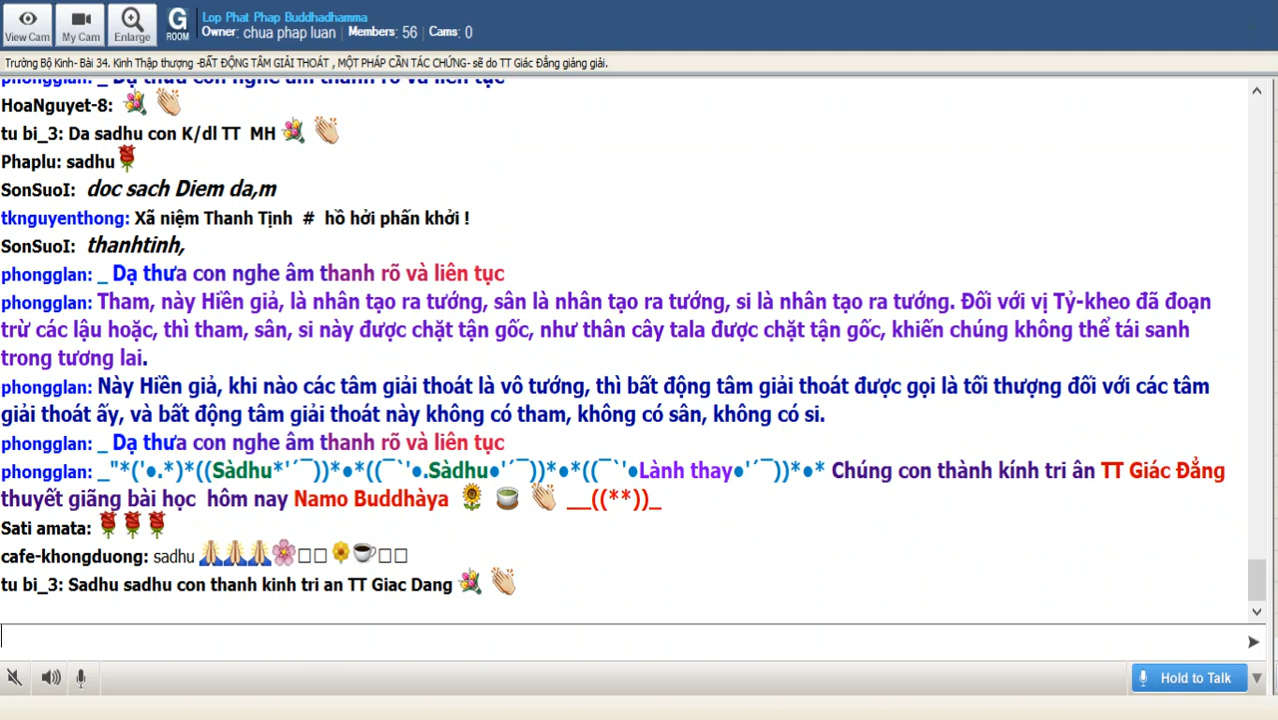 View Cam
My Cam
Enlarge
G
ROOM
Lop Phat Phap Buddhadhamma
Owner: chua phap luan | Members: 56 | Cams: 0
Trường Bộ Kinh- Bài 34. Kinh Thập thượng -BẤT ĐỘNG TÂM GIẢI THOÁT , MỘT PHÁP CẦN TÁC CHỨNG- sẽ do TT Giác Đẳng giảng giải.
phongglan: _ Dạ thưa con nghe âm thanh rõ và liên tục
HoaNguyet-8:
tu bi_3: Da sadhu con K/dl TT MH
Phaplu: sadhu
SonSuoI: doc sach Diem da,m
tknguyenthong: Xã niệm Thanh Tịnh # hồ hởi phấn khởi !
SonSuoI: thanhtinh,
phongglan: _ Dạ thưa con nghe âm thanh rõ và liên tục
phongglan: Tham, này Hiền giả, là nhân tạo ra tướng, sân là nhân tạo ra tướng, si là nhân tạo ra tướng. Đối với vị Tỷ-kheo đã đoạn
trừ các lậu hoặc, thì tham, sân, si này được chặt tận gốc, như thân cây tala được chặt tận gốc, khiến chúng không thể tái sanh
trong tương lai.
phongglan: Này Hiền giả, khi nào các tâm giải thoát là vô tướng, thì bất động tâm giải thoát được gọi là tối thượng đối với các tâm
giải thoát ấy, và bất động tâm giải thoát này không có tham, không có sân, không có si.
phongglan: _ Dạ thưa con nghe âm thanh rõ và liên tục
phongglan: _"*('●.*)*((Sàdhu*'´¯))*●*((¯`'●.Sàdhu●'´¯))*●*((¯`'●Lành thay●'´¯))*●* Chúng con thành kính tri ân TT Giác Đẳng
thuyết giãng bài học hôm nay Namo Buddhàya __((**))_
Sati amata:
cafe-khongduong: sadhu
tu bi_3: Sadhu sadhu con thanh kinh tri an TT Giac Dang
Hold to Talk